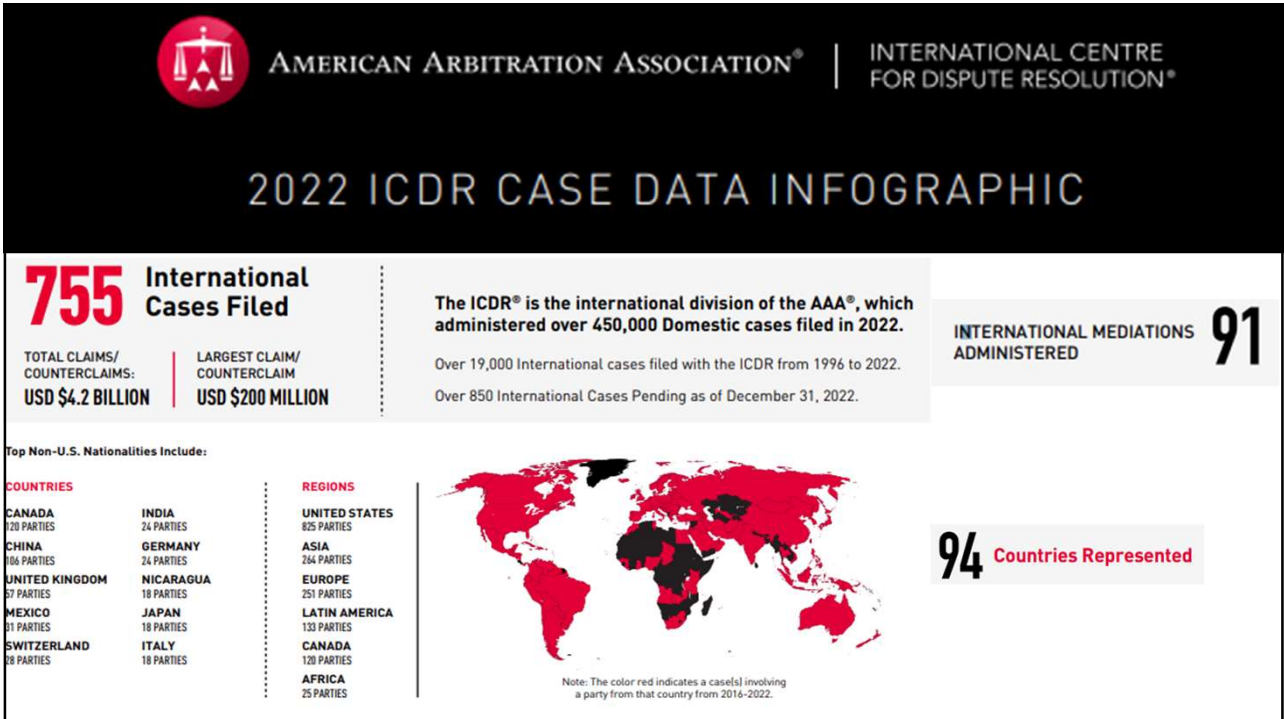 AMERICAN ARBITRATION ASSOCIATION®
INTERNATIONAL CENTRE
FOR DISPUTE RESOLUTION®
2022 ICDR CASE DATA INFOGRAPHIC
755
International
Cases Filed
TOTAL CLAIMS/
COUNTERCLAIMS:
USD $4.2 BILLION
LARGEST CLAIM/
COUNTERCLAIM
USD $200 MILLION
The ICDR® is the international division of the AAA®, which
administered over 450,000 Domestic cases filed in 2022.
Over 19,000 International cases filed with the ICDR from 1996 to 2022.
Over 850 International Cases Pending as of December 31, 2022.
INTERNATIONAL MEDIATIONS
ADMINISTERED
91
Top Non-U.S. Nationalities Include:
COUNTRIES
CANADA
120 PARTIES
CHINA
106 PARTIES
UNITED KINGDOM
57 PARTIES
MEXICO
31 PARTIES
SWITZERLAND
28 PARTIES
INDIA
24 PARTIES
GERMANY
24 PARTIES
NICARAGUA
18 PARTIES
JAPAN
18 PARTIES
ITALY
18 PARTIES
REGIONS
UNITED STATES
825 PARTIES
ASIA
264 PARTIES
EUROPE
251 PARTIES
LATIN AMERICA
133 PARTIES
CANADA
120 PARTIES
AFRICA
25 PARTIES
Note: The color red indicates a case(s) involving
a party from that country from 2016-2022.
94 Countries Represented